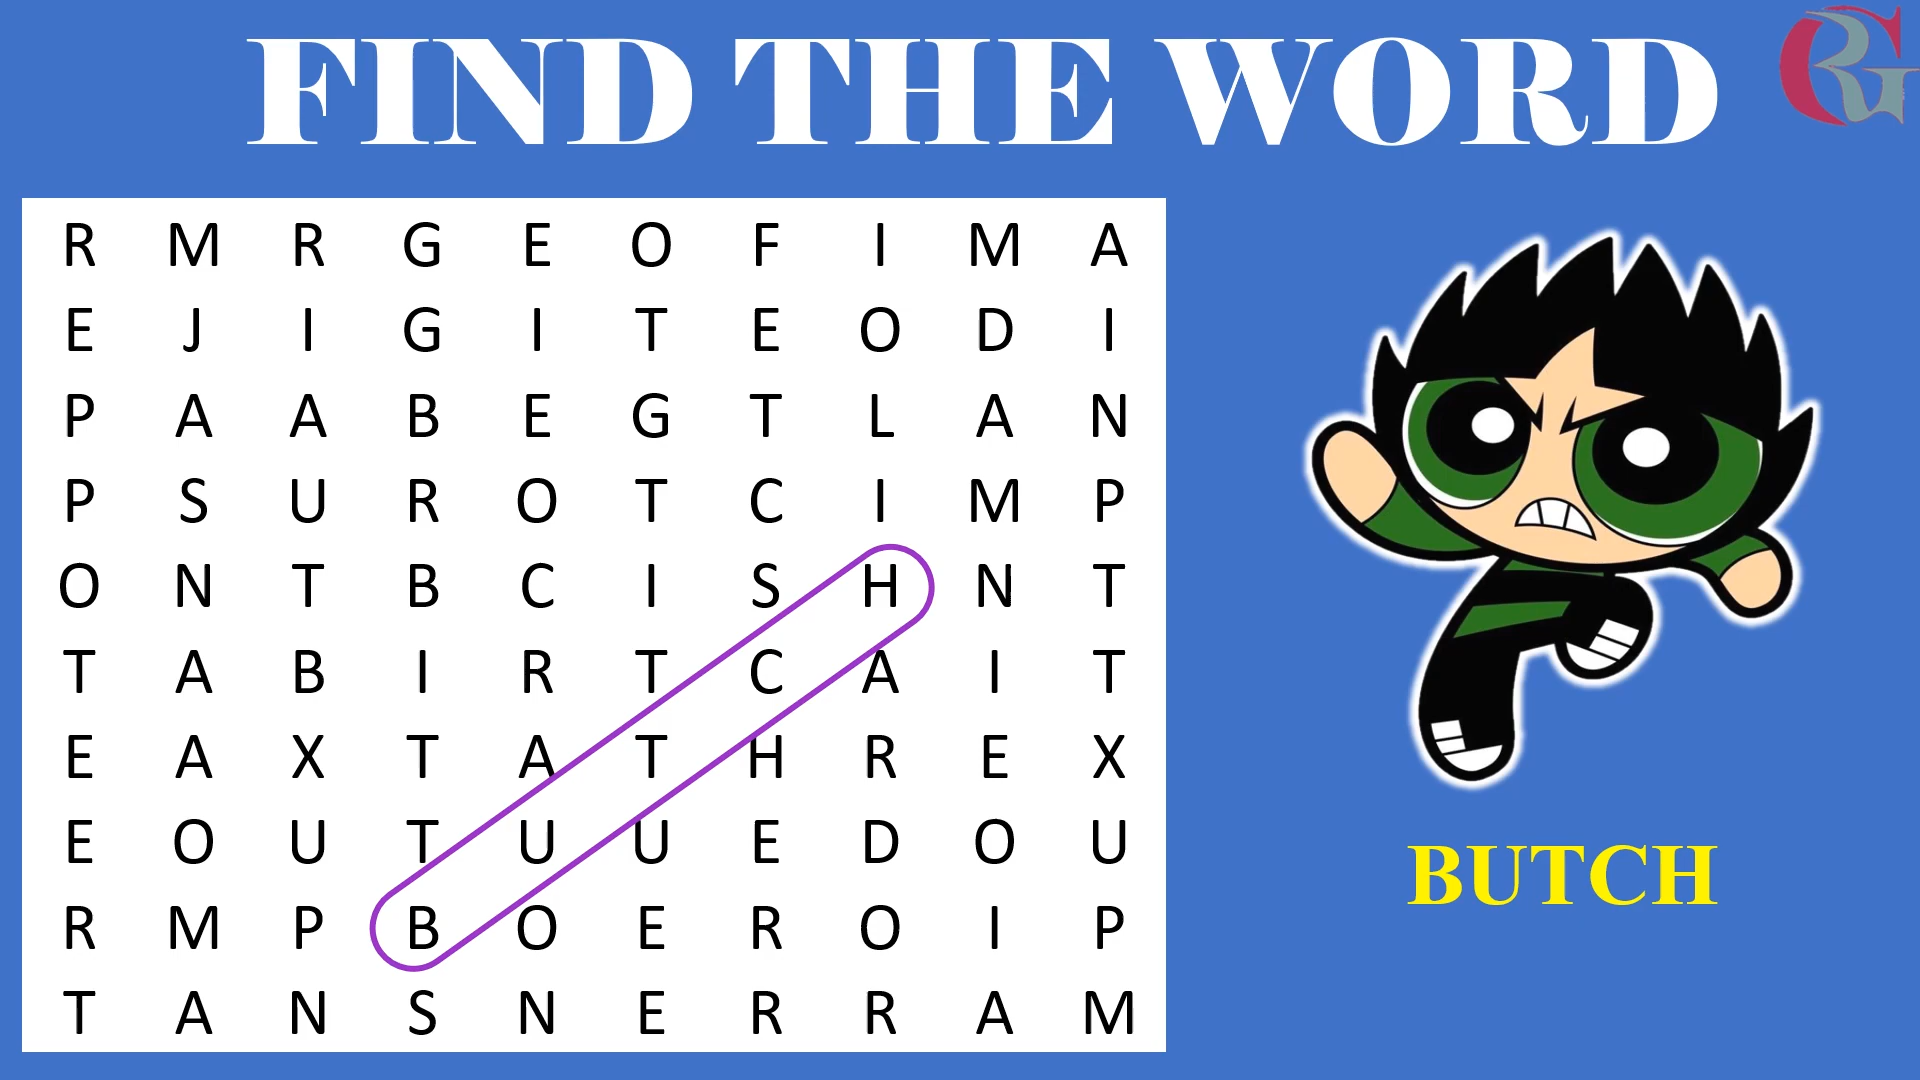 FIND THE WORD
R M R G E O F I M A
E J I G I T E O D I
P A A B E G T L A N
P S U R O T C I M P
O N T B C I S H N T
T A B I R T C A I T
E A X T A T H R E X
E O U T U U E D O U
R M P B O E R O I P
T A N S N E R R A M
BUTCH